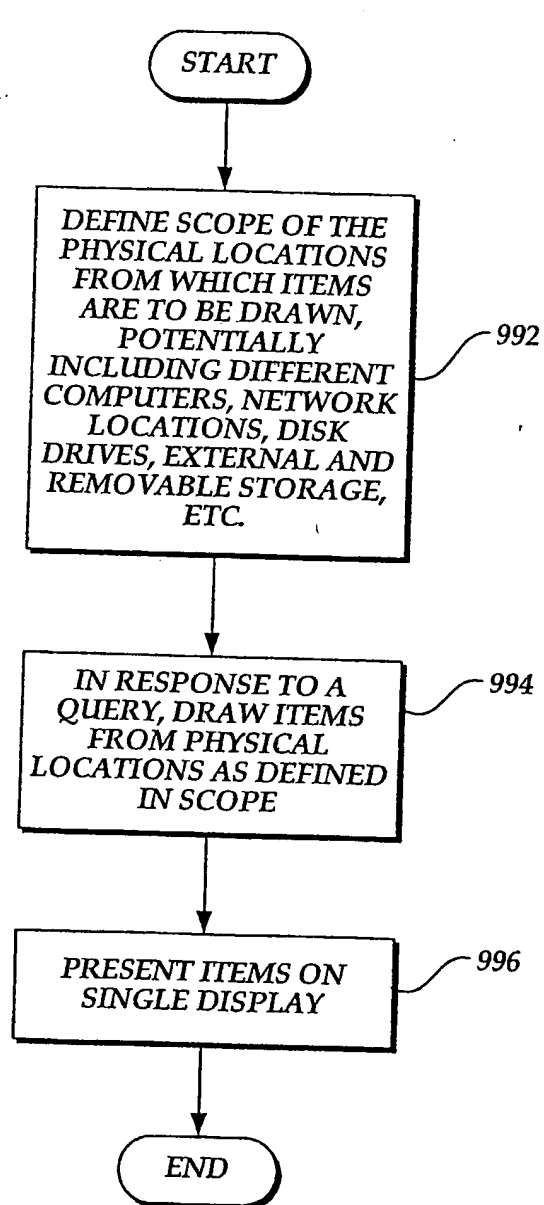 START
DEFINE SCOPE OF THE
PHYSICAL LOCATIONS
FROM WHICH ITEMS
ARE TO BE DRAWN,
POTENTIALLY
INCLUDING DIFFERENT
COMPUTERS, NETWORK
LOCATIONS, DISK
DRIVES, EXTERNAL AND
REMOVABLE STORAGE,
ETC.
992
IN RESPONSE TO A
QUERY, DRAW ITEMS
FROM PHYSICAL
LOCATIONS AS DEFINED
IN SCOPE
994
PRESENT ITEMS ON
SINGLE DISPLAY
996
END